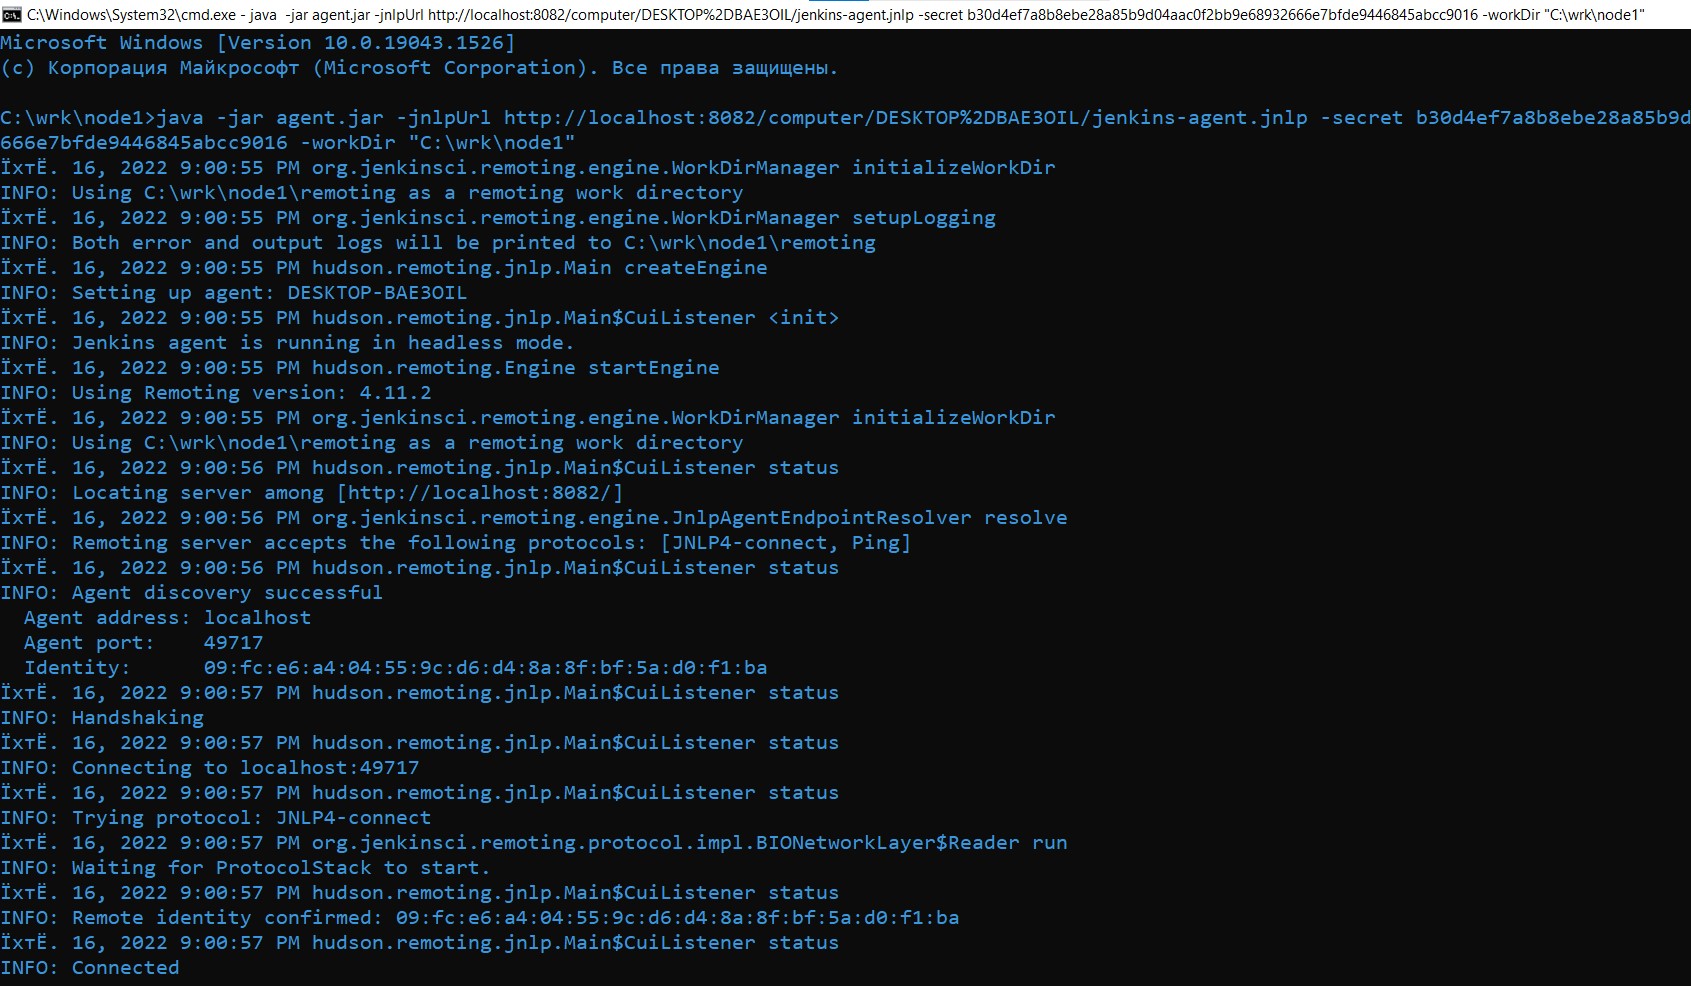 C:\Windows\System32\cmd.exe - java  -jar agent.jar -jnlpUrl http://localhost:8082/computer/DESKTOP%2DBAE3OIL/jenkins-agent.jnlp -secret b30d4ef7a8b8ebe28a85b9d04aac0f2bb9e68932666e7bfde9446845abcc9016 -workDir "C:\wrk\node1"
Microsoft Windows [Version 10.0.19043.1526]
(c) Корпорация Майкрософт (Microsoft Corporation). Все права защищены.
C:\wrk\node1>java -jar agent.jar -jnlpUrl http://localhost:8082/computer/DESKTOP%2DBAE3OIL/jenkins-agent.jnlp -secret b30d4ef7a8b8ebe28a85b9d
666e7bfde9446845abcc9016 -workDir "C:\wrk\node1"
ЇхтЁ. 16, 2022 9:00:55 PM org.jenkinsci.remoting.engine.WorkDirManager initializeWorkDir
INFO: Using C:\wrk\node1\remoting as a remoting work directory
ЇхтЁ. 16, 2022 9:00:55 PM org.jenkinsci.remoting.engine.WorkDirManager setupLogging
INFO: Both error and output logs will be printed to C:\wrk\node1\remoting
ЇхтЁ. 16, 2022 9:00:55 PM hudson.remoting.jnlp.Main createEngine
INFO: Setting up agent: DESKTOP-BAE3OIL
ЇхтЁ. 16, 2022 9:00:55 PM hudson.remoting.jnlp.Main$CuiListener <init>
INFO: Jenkins agent is running in headless mode.
ЇхтЁ. 16, 2022 9:00:55 PM hudson.remoting.Engine startEngine
INFO: Using Remoting version: 4.11.2
ЇхтЁ. 16, 2022 9:00:55 PM org.jenkinsci.remoting.engine.WorkDirManager initializeWorkDir
INFO: Using C:\wrk\node1\remoting as a remoting work directory
ЇхтЁ. 16, 2022 9:00:56 PM hudson.remoting.jnlp.Main$CuiListener status
INFO: Locating server among [http://localhost:8082/]
ЇхтЁ. 16, 2022 9:00:56 PM org.jenkinsci.remoting.engine.JnlpAgentEndpointResolver resolve
INFO: Remoting server accepts the following protocols: [JNLP4-connect, Ping]
ЇхтЁ. 16, 2022 9:00:56 PM hudson.remoting.jnlp.Main$CuiListener status
INFO: Agent discovery successful
  Agent address: localhost
  Agent port:    49717
  Identity:      09:fc:e6:a4:04:55:9c:d6:d4:8a:8f:bf:5a:d0:f1:ba
ЇхтЁ. 16, 2022 9:00:57 PM hudson.remoting.jnlp.Main$CuiListener status
INFO: Handshaking
ЇхтЁ. 16, 2022 9:00:57 PM hudson.remoting.jnlp.Main$CuiListener status
INFO: Connecting to localhost:49717
ЇхтЁ. 16, 2022 9:00:57 PM hudson.remoting.jnlp.Main$CuiListener status
INFO: Trying protocol: JNLP4-connect
ЇхтЁ. 16, 2022 9:00:57 PM org.jenkinsci.remoting.protocol.impl.BIONetworkLayer$Reader run
INFO: Waiting for ProtocolStack to start.
ЇхтЁ. 16, 2022 9:00:57 PM hudson.remoting.jnlp.Main$CuiListener status
INFO: Remote identity confirmed: 09:fc:e6:a4:04:55:9c:d6:d4:8a:8f:bf:5a:d0:f1:ba
ЇхтЁ. 16, 2022 9:00:57 PM hudson.remoting.jnlp.Main$CuiListener status
INFO: Connected